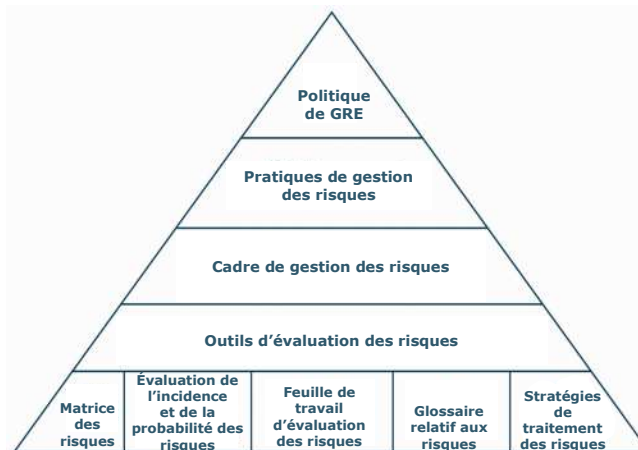 Politique
de GRE
Pratiques de gestion
des risques
Cadre de gestion des risques
Outils d'évaluation des risques
Matrice
des
risques
Évaluation de
l'incidence
et de la
probabilité des
risques
Feuille de
travail
d'évaluation
des risques
Glossaire
relatif aux
risques
Stratégies
de
traitement
des risques